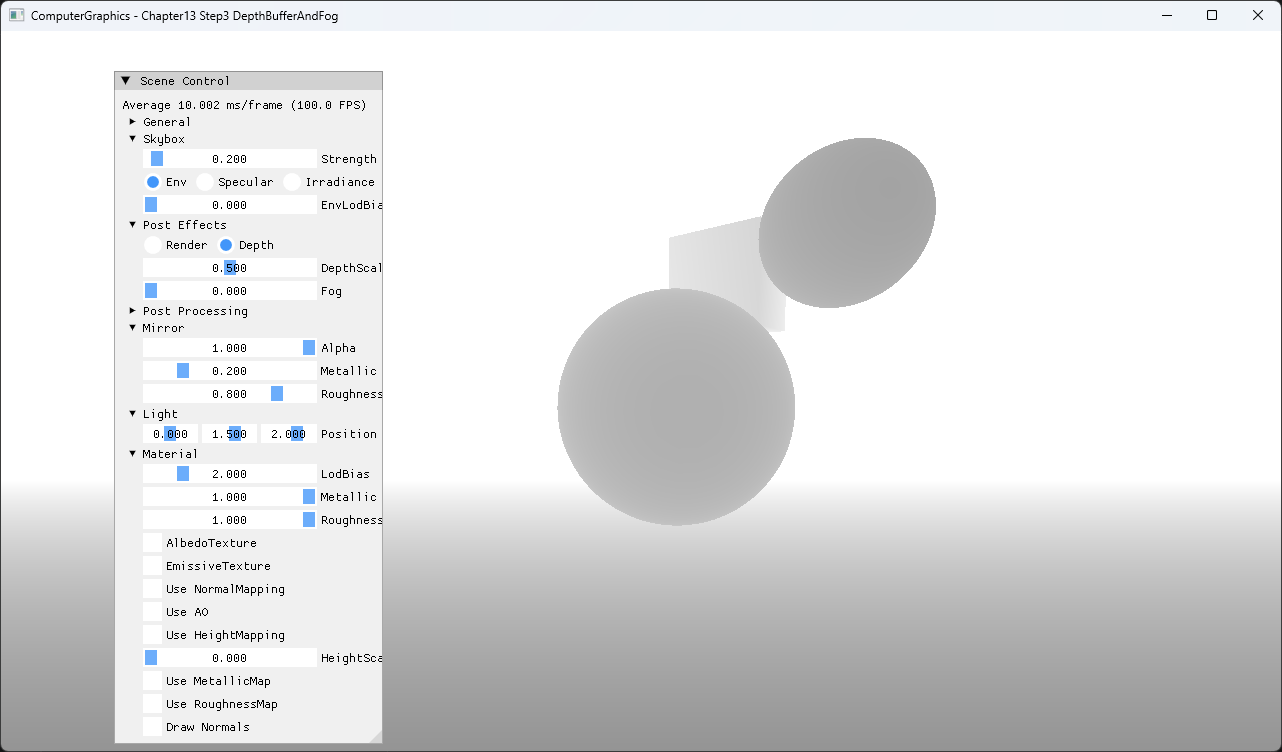 ComputerGraphics - Chapter13 Step3 DepthBufferAndFog
Scene Control
Average 10.002 ms/frame (100.0 FPS)
General
Skybox
0.200 Strength
Env Specular Irradiance
0.000 EnvLodBia
Post Effects
Render Depth
0.500 DepthScal
0.000 Fog
Post Processing
Mirror
1.000 Alpha
0.200 Metallic
0.800 Roughness
Light
0.000 1.500 2.000 Position
Material
2.000 LodBias
1.000 Metallic
1.000 Roughness
AlbedoTexture
EmissiveTexture
Use NormalMapping
Use AO
Use HeightMapping
0.000 HeightSca
Use MetallicMap
Use RoughnessMap
Draw Normals